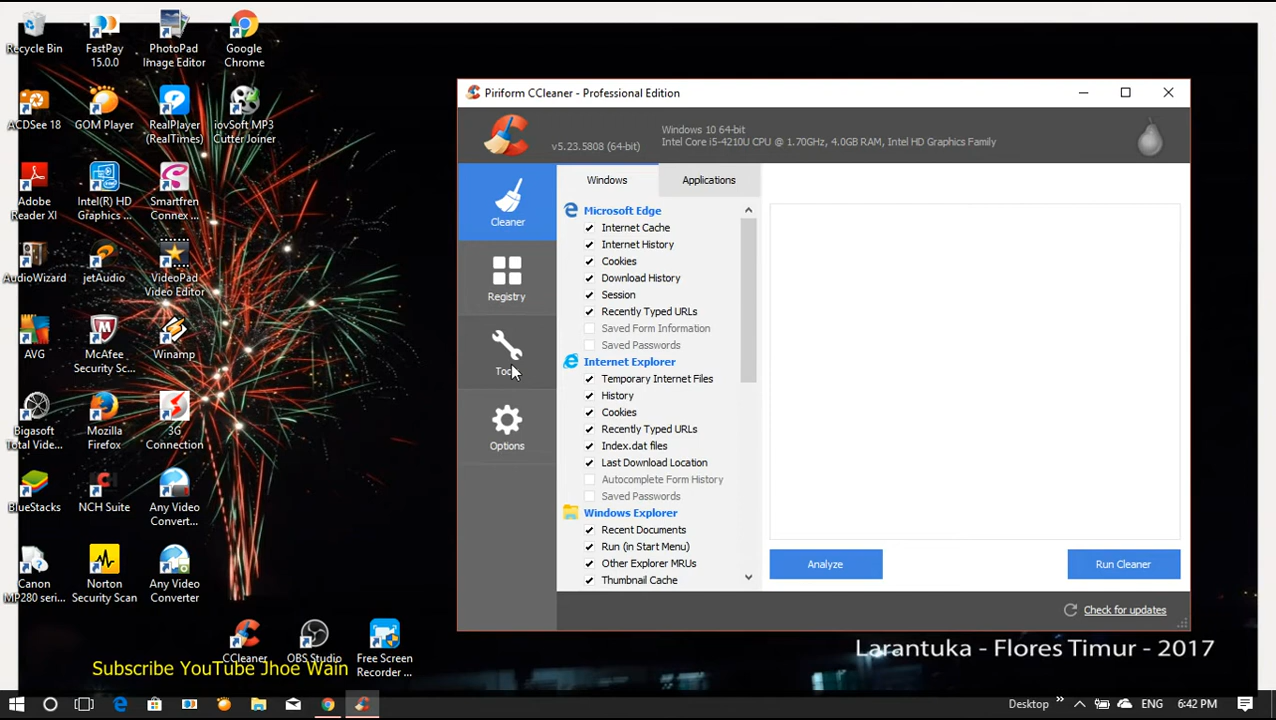 Recycle Bin
FastPay
15.0.0
PhotoPad
Image Editor
Google
Chrome
ACDSee 18
GOM Player
RealPlayer
(RealTimes)
iovSoft MP3
Cutter Joiner
Adobe
Reader XI
Intel(R) HD
Graphics ...
Smartfren
Connex ...
AudioWizard
jetAudio
VideoPad
Video Editor
AVG
McAfee
Security Sc...
Winamp
Bigasoft
Total Vide...
Mozilla
Firefox
3G
Connection
BlueStacks
NCH Suite
Any Video
Convert...
Canon
MP280 seri...
Norton
Security Scan
Any Video
Converter
CCleaner
OBS Studio
Free Screen
Recorder ...
Subscribe YouTube Jhoe Wain
Piriform CCleaner - Professional Edition
v5.23.5808 (64-bit)
Windows 10 64-bit
Intel Core i5-4210U CPU @ 1.70GHz, 4.0GB RAM, Intel HD Graphics Family
Cleaner
Registry
Tools
Options
Windows
Applications
Microsoft Edge
Internet Cache
Internet History
Cookies
Download History
Session
Recently Typed URLs
Saved Form Information
Saved Passwords
Internet Explorer
Temporary Internet Files
History
Cookies
Recently Typed URLs
Index.dat files
Last Download Location
Autocomplete Form History
Saved Passwords
Windows Explorer
Recent Documents
Run (in Start Menu)
Other Explorer MRUs
Thumbnail Cache
Analyze
Run Cleaner
Check for updates
Larantuka - Flores Timur - 2017
Desktop
ENG
6:42 PM